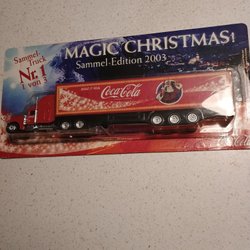 Sammel-
Truck
Nr. 1
1 von 3
MAGIC CHRISTMAS!
Sammel-Edition 2003
Coca-Cola